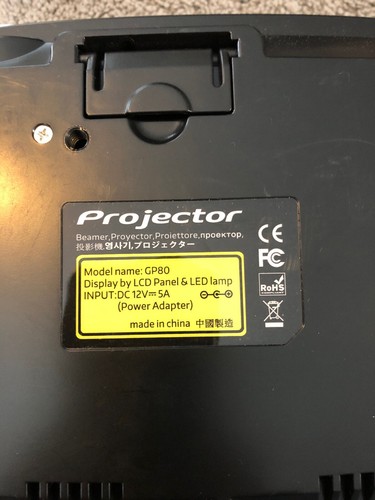 Projector
Beamer,Proyector,Proiettore,проектор,
投影機,영사기,プロジェクター
CE
FC
RoHS
Model name: GP80
Display by LCD Panel & LED lamp
INPUT:DC12V⎓5A
(Power Adapter)
made in china 中國製造